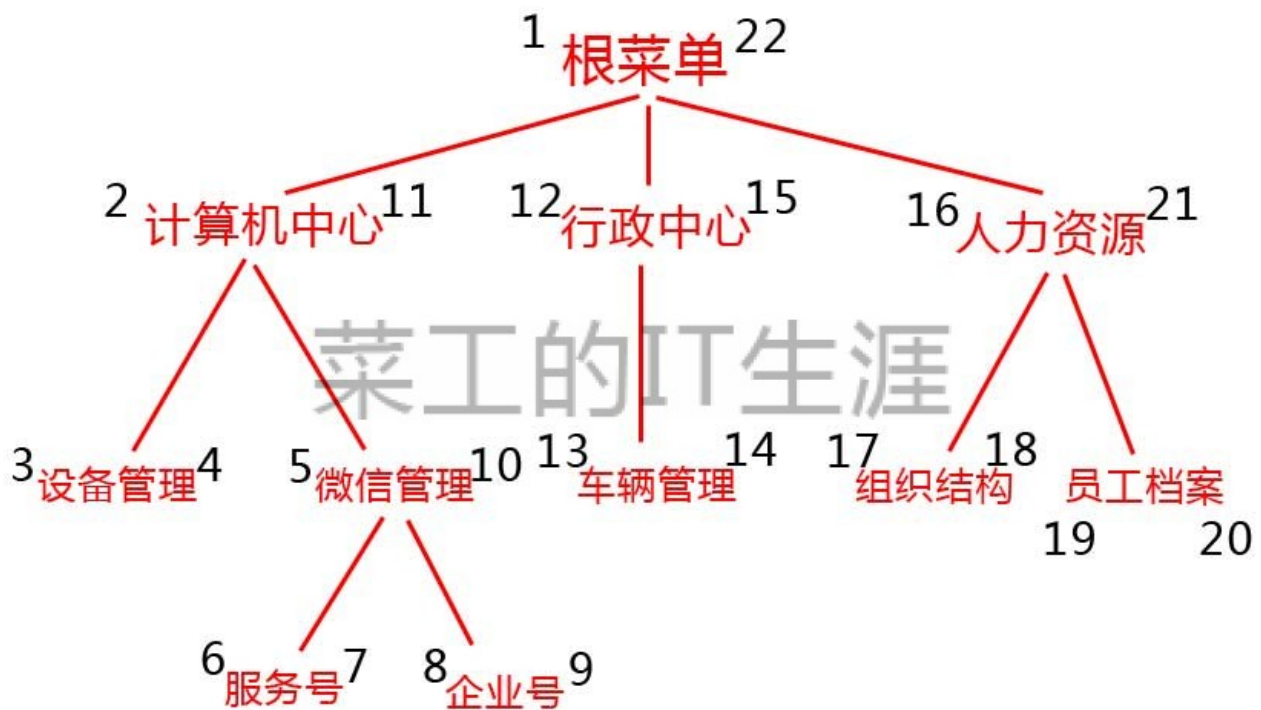 1 根菜单 22
2 计算机中心 11 12 行政中心 15 16 人力资源 21
菜工的IT生涯
3 设备管理 4 5 微信管理 10 13 车辆管理 14 17 组织结构 18 员工档案
19 20
6 服务号 7 8 企业号 9